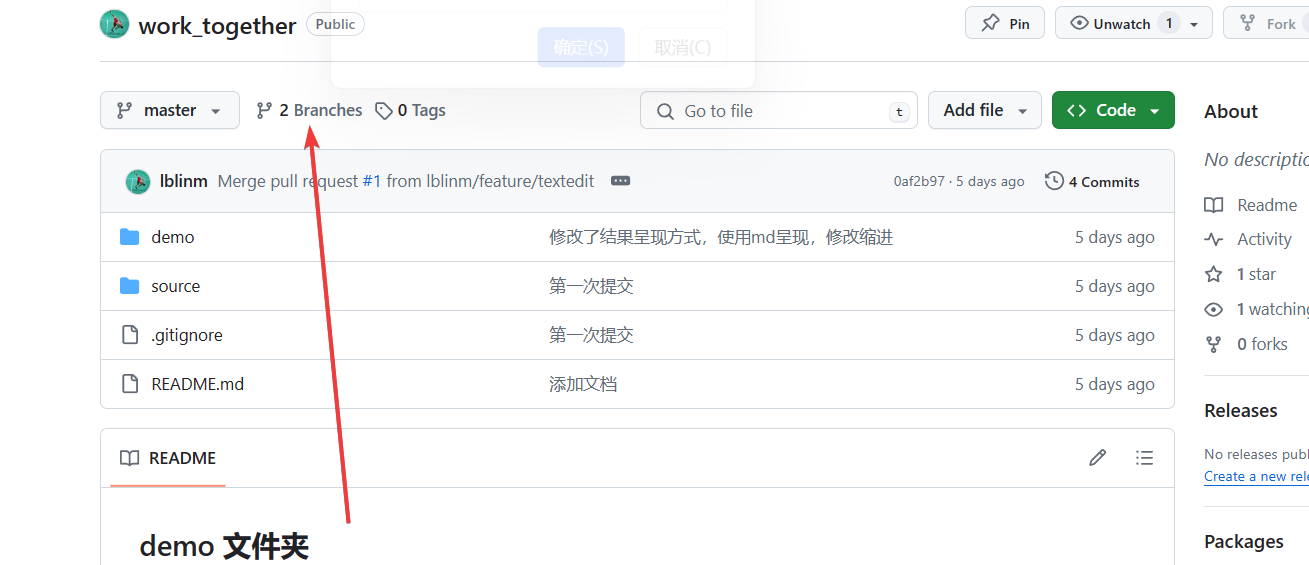 work_together Public Pin Unwatch 1 Fork
确定(S) 取消(C)
master 2 Branches 0 Tags Go to file t Add file Code
About
No descriptio
lblinm Merge pull request #1 from lblinm/feature/textedit 0af2b97 · 5 days ago 4 Commits
demo 修改了结果呈现方式，使用md呈现，修改缩进 5 days ago
source 第一次提交 5 days ago
.gitignore 第一次提交 5 days ago
README.md 添加文档 5 days ago
Readme
Activity
1 star
1 watching
0 forks
Releases
No releases publ
Create a new rele
Packages
README
demo 文件夹